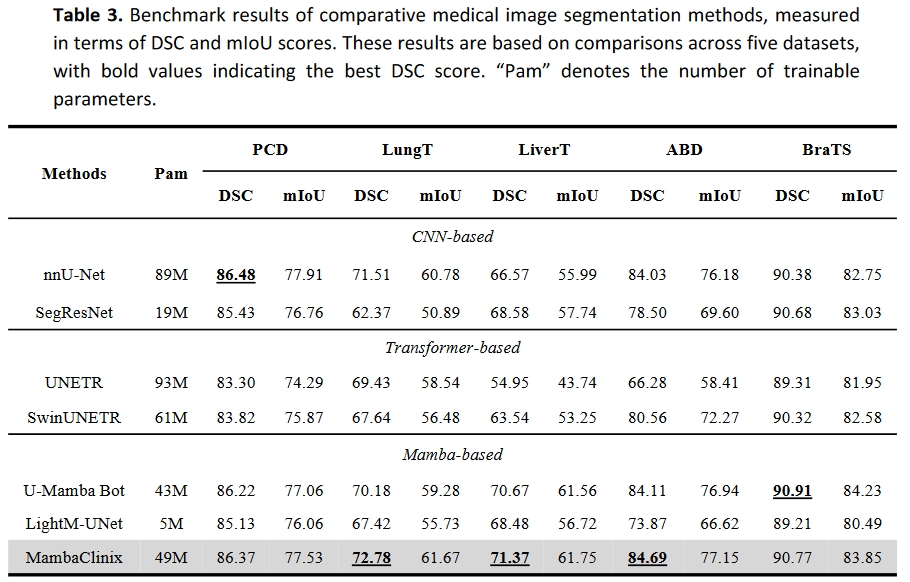 Table 3. Benchmark results of comparative medical image segmentation methods, measured
in terms of DSC and mIoU scores. These results are based on comparisons across five datasets,
with bold values indicating the best DSC score. “Pam” denotes the number of trainable
parameters.
Methods Pam PCD LungT LiverT ABD BraTS
DSC mIoU DSC mIoU DSC mIoU DSC mIoU DSC mIoU
CNN-based
nnU-Net 89M 86.48 77.91 71.51 60.78 66.57 55.99 84.03 76.18 90.38 82.75
SegResNet 19M 85.43 76.76 62.37 50.89 68.58 57.74 78.50 69.60 90.68 83.03
Transformer-based
UNETR 93M 83.30 74.29 69.43 58.54 54.95 43.74 66.28 58.41 89.31 81.95
SwinUNETR 61M 83.82 75.87 67.64 56.48 63.54 53.25 80.56 72.27 90.32 82.58
Mamba-based
U-Mamba Bot 43M 86.22 77.06 70.18 59.28 70.67 61.56 84.11 76.94 90.91 84.23
LightM-UNet 5M 85.13 76.06 67.42 55.73 68.48 56.72 73.87 66.62 89.21 80.49
MambaClinix 49M 86.37 77.53 72.78 61.67 71.37 61.75 84.69 77.15 90.77 83.85